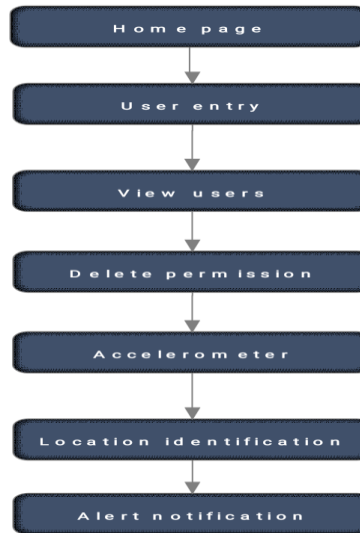 Home page
User entry
View users
Delete permission
Accelerometer
Location identification
Alert notification